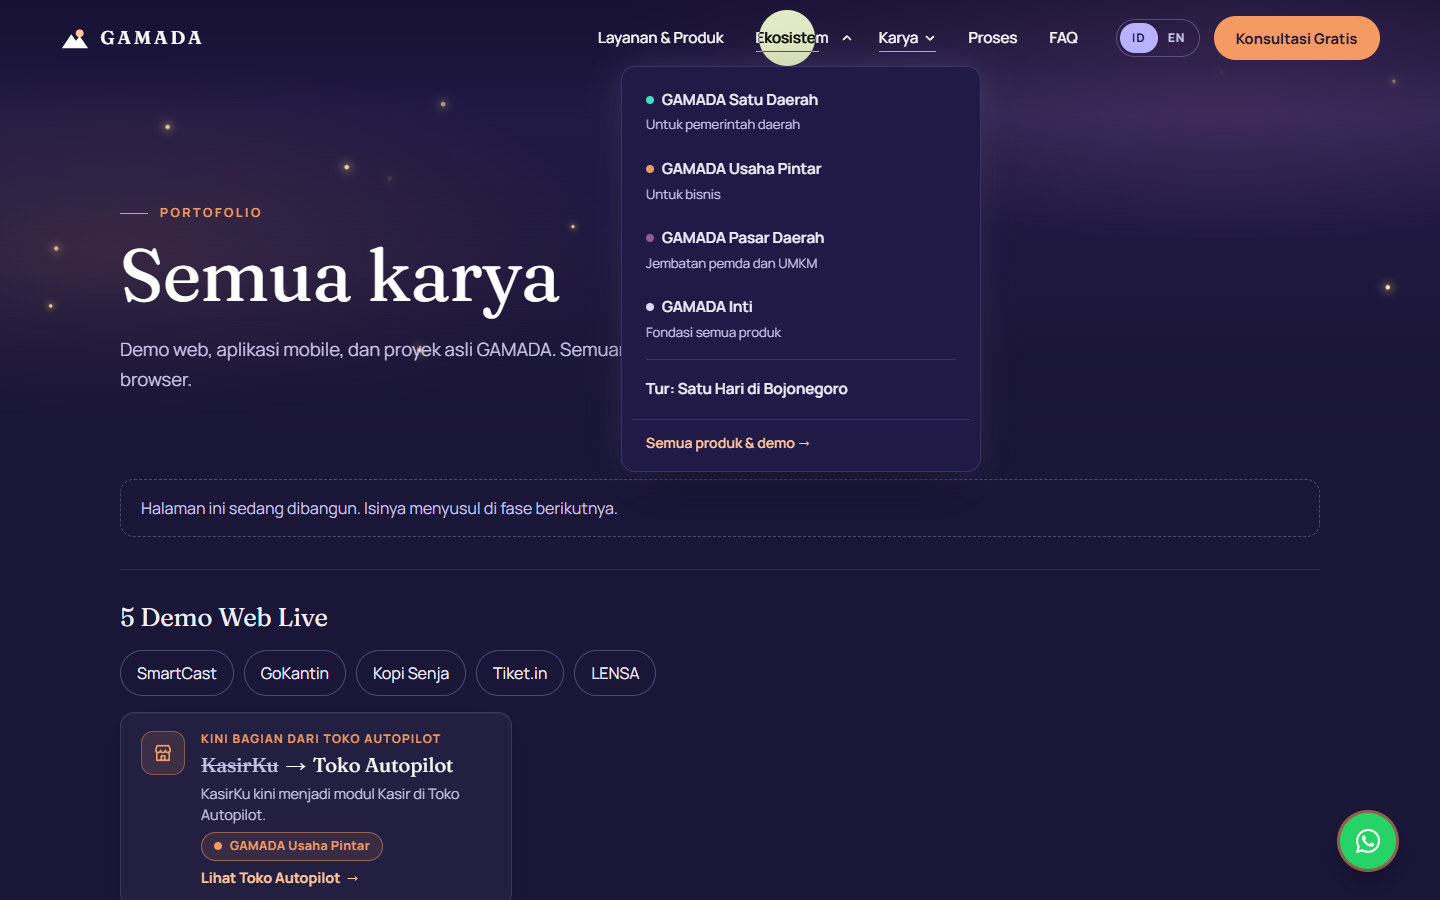 GAMADA
Layanan & Produk
Ekosistem
Karya
Proses
FAQ
ID
EN
Konsultasi Gratis
GAMADA Satu Daerah
Untuk pemerintah daerah
GAMADA Usaha Pintar
Untuk bisnis
GAMADA Pasar Daerah
Jembatan pemda dan UMKM
GAMADA Inti
Fondasi semua produk
Tur: Satu Hari di Bojonegoro
Semua produk & demo →
PORTOFOLIO
Semua karya
Demo web, aplikasi mobile, dan proyek asli GAMADA.
browser.
Halaman ini sedang dibangun. Isinya menyusul di fase berikutnya.
5 Demo Web Live
SmartCast
GoKantin
Kopi Senja
Tiket.in
LENSA
KINI BAGIAN DARI TOKO AUTOPILOT
KasirKu → Toko Autopilot
KasirKu kini menjadi modul Kasir di Toko
Autopilot.
GAMADA Usaha Pintar
Lihat Toko Autopilot →